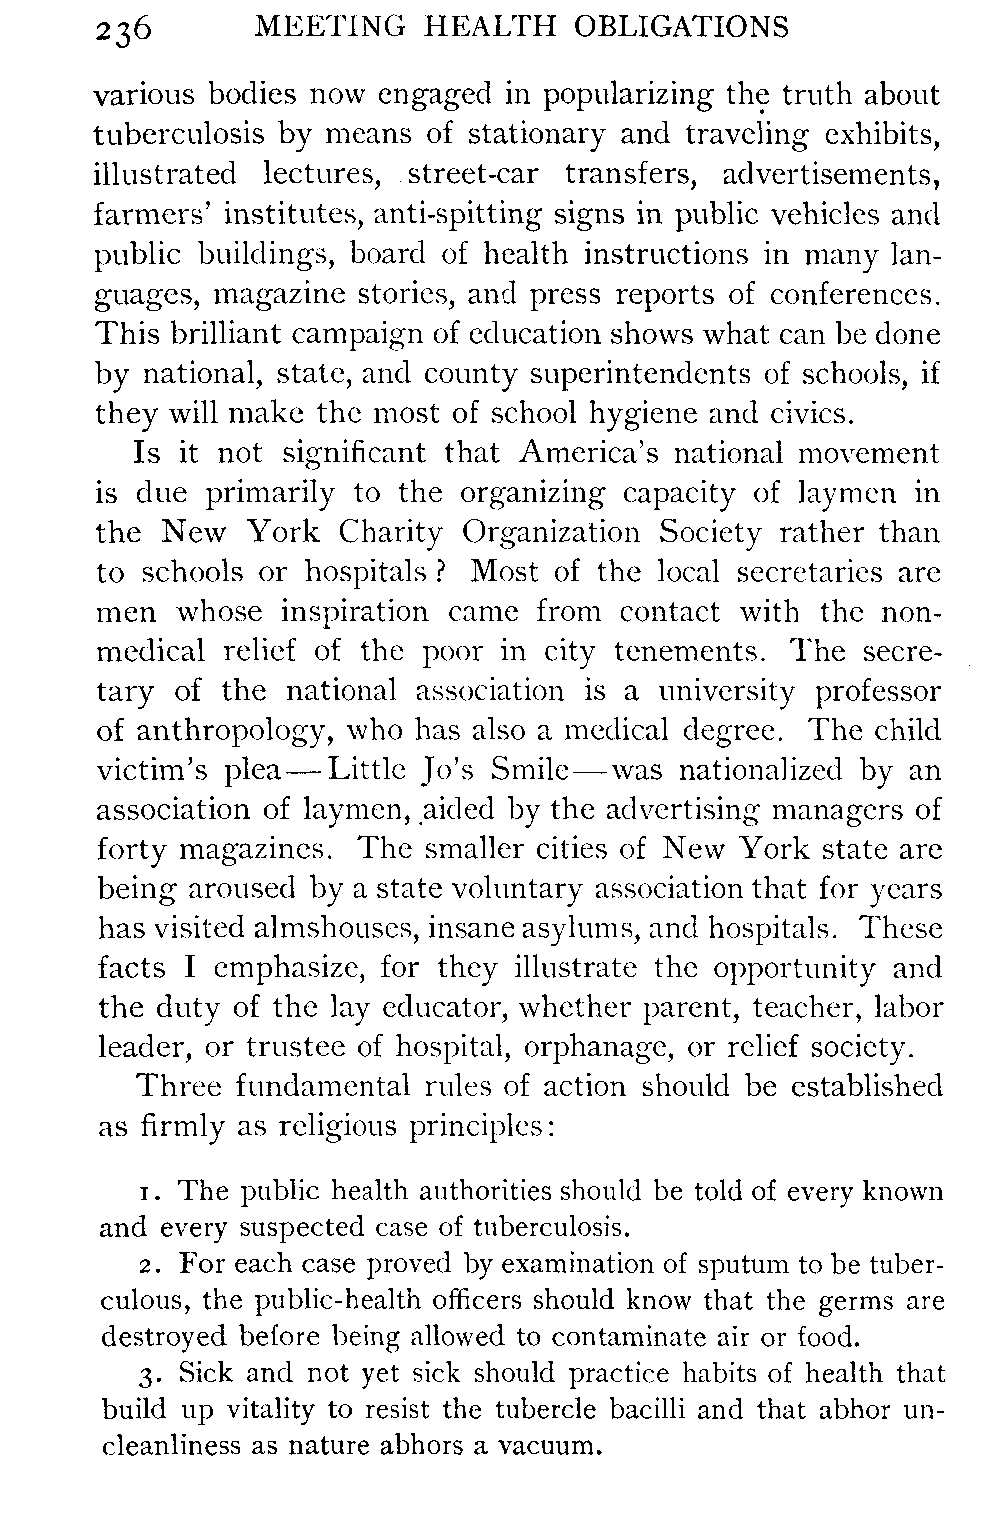 236 MEETING HEALTH OBLIGATIONS
various bodies now engaged in popularizing the truth about
tuberculosis by means of stationary and traveling exhibits,
illustrated lectures, street-car transfers, advertisements,
farmers' institutes, anti-spitting signs in public vehicles and
public buildings, board of health instructions in many lan-
guages, magazine stories, and press reports of conferences.
This brilliant campaign of education shows what can be done
by national, state, and county superintendents of schools, if
they will make the most of school hygiene and civics.
Is it not significant that America's national movement
is due primarily to the organizing capacity of laymen in
the New York Charity Organization Society rather than
to schools or hospitals? Most of the local secretaries are
men whose inspiration came from contact with the non-
medical relief of the poor in city tenements. The secre-
tary of the national association is a university professor
of anthropology, who has also a medical degree. The child
victim's plea—Little Jo's Smile—was nationalized by an
association of laymen, aided by the advertising managers of
forty magazines. The smaller cities of New York state are
being aroused by a state voluntary association that for years
has visited almshouses, insane asylums, and hospitals. These
facts I emphasize, for they illustrate the opportunity and
the duty of the lay educator, whether parent, teacher, labor
leader, or trustee of hospital, orphanage, or relief society.
Three fundamental rules of action should be established
as firmly as religious principles:
1. The public health authorities should be told of every known
and every suspected case of tuberculosis.
2. For each case proved by examination of sputum to be tuber-
culous, the public-health officers should know that the germs are
destroyed before being allowed to contaminate air or food.
3. Sick and not yet sick should practice habits of health that
build up vitality to resist the tubercle bacilli and that abhor un-
cleanliness as nature abhors a vacuum.